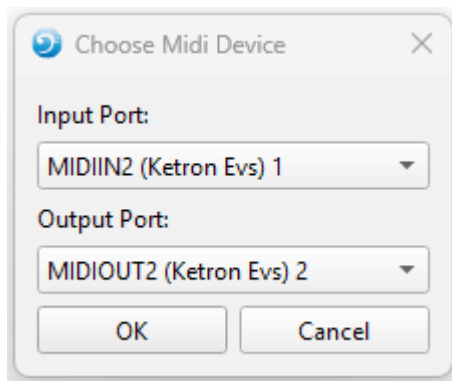 Choose Midi Device
Input Port:
MIDIIN2 (Ketron Evs) 1
Output Port:
MIDIOUT2 (Ketron Evs) 2
OK Cancel